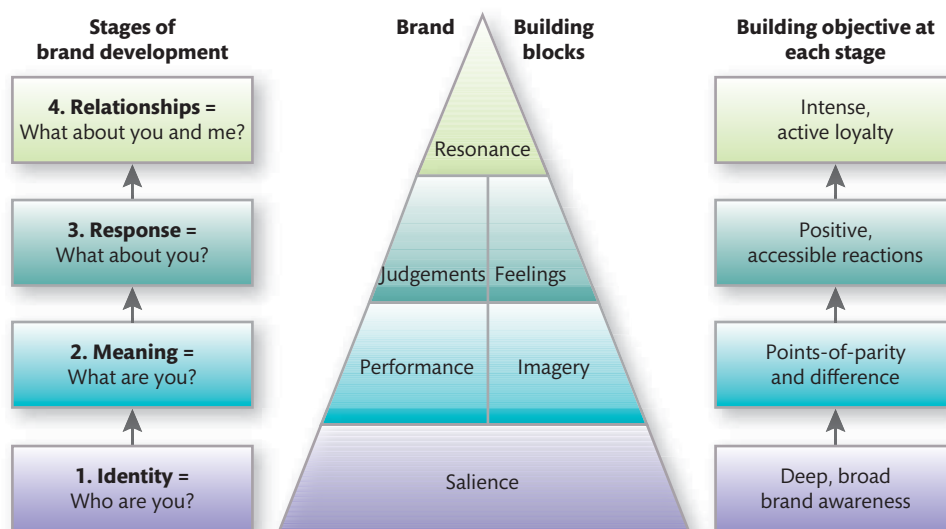 Stages of
brand development
4. Relationships =
What about you and me?
3. Response =
What about you?
2. Meaning =
What are you?
1. Identity =
Who are you?
Brand
Building
blocks
Resonance
Judgements
Feelings
Performance
Imagery
Salience
Building objective at
each stage
Intense,
active loyalty
Positive,
accessible reactions
Points-of-parity
and difference
Deep, broad
brand awareness